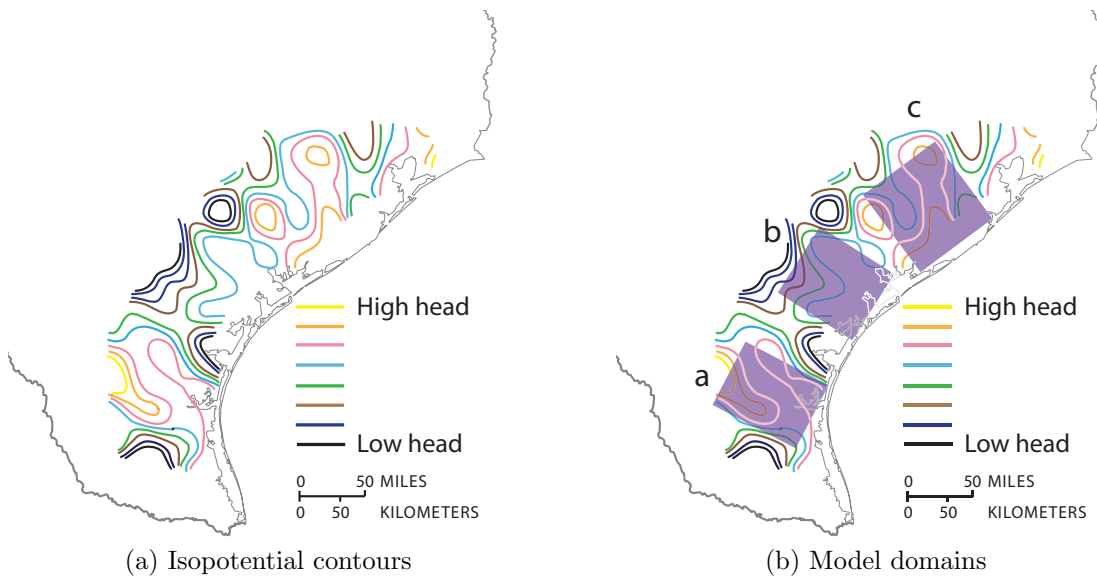 High head
Low head
0 50 MILES
0 50 KILOMETERS
(a) Isopotential contours
c
b
a
High head
Low head
0 50 MILES
0 50 KILOMETERS
(b) Model domains